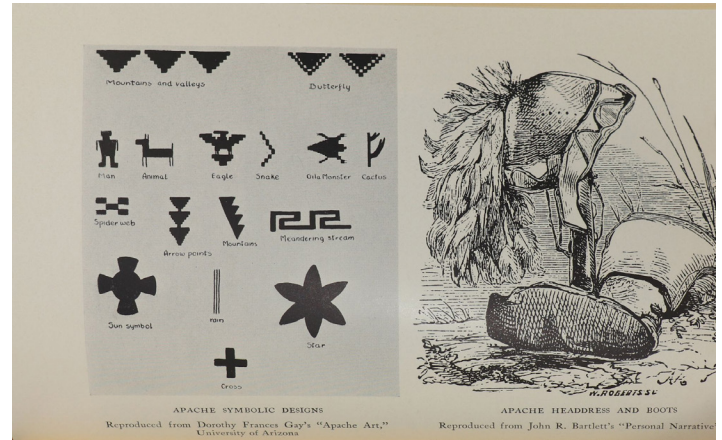 Mountains and valleys
Butterfly
Man
Animal
Eagle
Snake
Gila Monster
Cactus
Spider web
Arrow points
Mountains
Meandering stream
Sun symbol
rain
Star
Cross
W. ROBERTS SC
APACHE SYMBOLIC DESIGNS
Reproduced from Dorothy Frances Gay's "Apache Art,"
University of Arizona
APACHE HEADDRESS AND BOOTS
Reproduced from John R. Bartlett's "Personal Narrative"